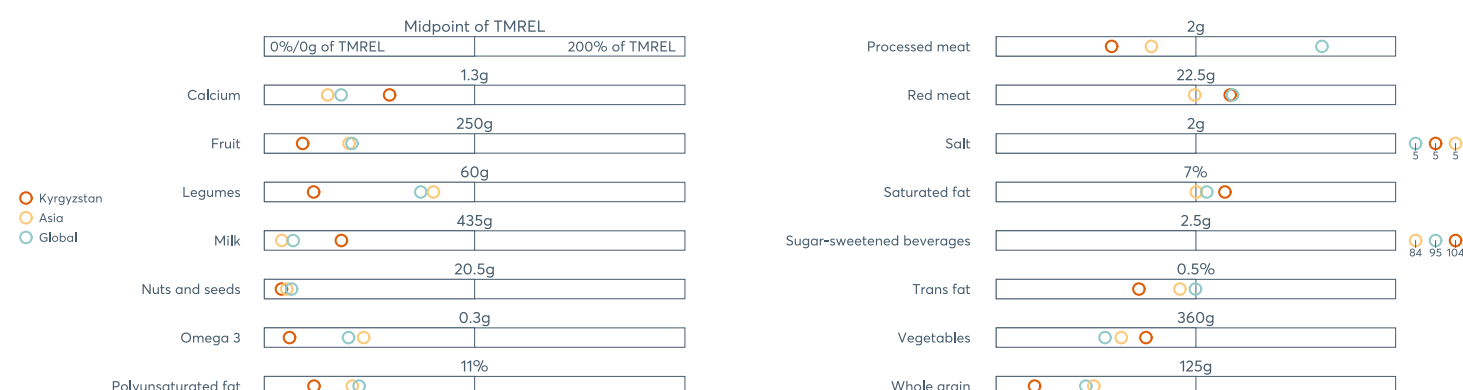 Midpoint of TMREL
0%/0g of TMREL 200% of TMREL
1.3g
Calcium
250g
Fruit
60g
Legumes
435g
Milk
20.5g
Nuts and seeds
0.3g
Omega 3
11%
Polyunsaturated fat
Kyrgyzstan
Asia
Global
2g
Processed meat
22.5g
Red meat
2g
Salt
5 5 5
7%
Saturated fat
2.5g
Sugar-sweetened beverages
84 95 104
0.5%
Trans fat
360g
Vegetables
125g
Whole grain